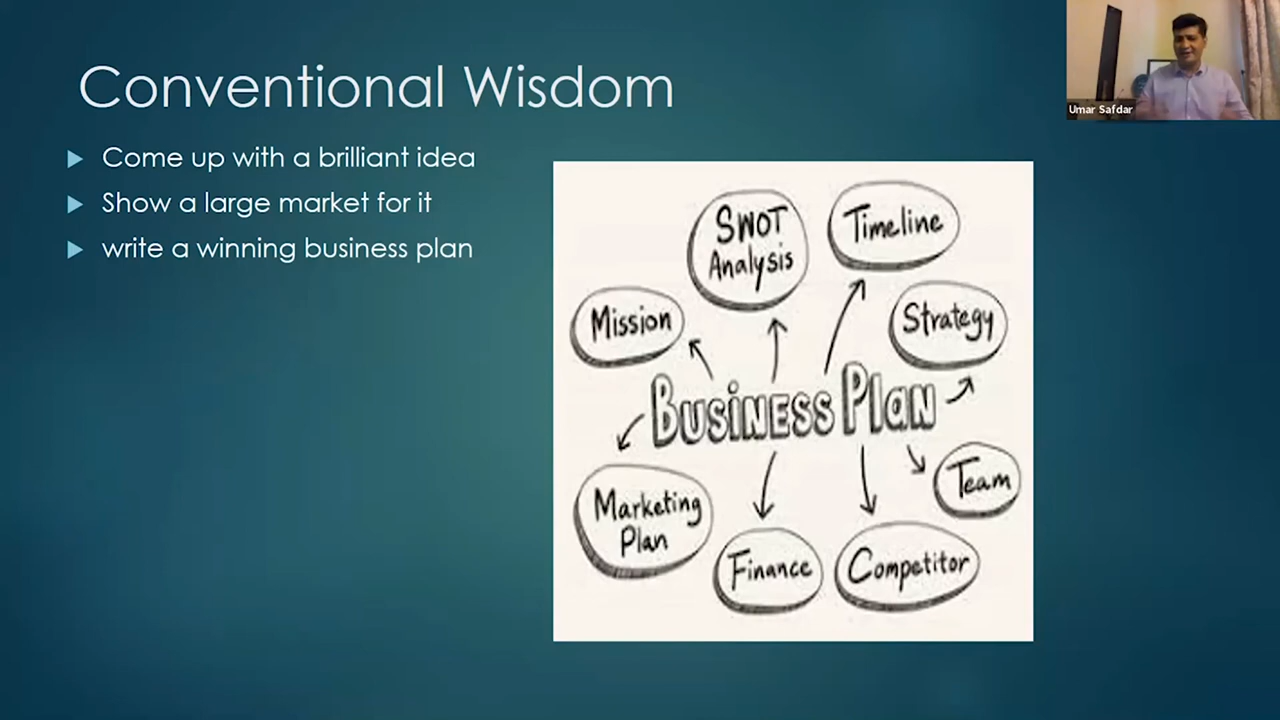 Conventional Wisdom
Come up with a brilliant idea
Show a large market for it
write a winning business plan
SWOT
Analysis
Timeline
Mission
Strategy
Business Plan
Team
Marketing
Plan
Finance
Competitor
Umar Safdar